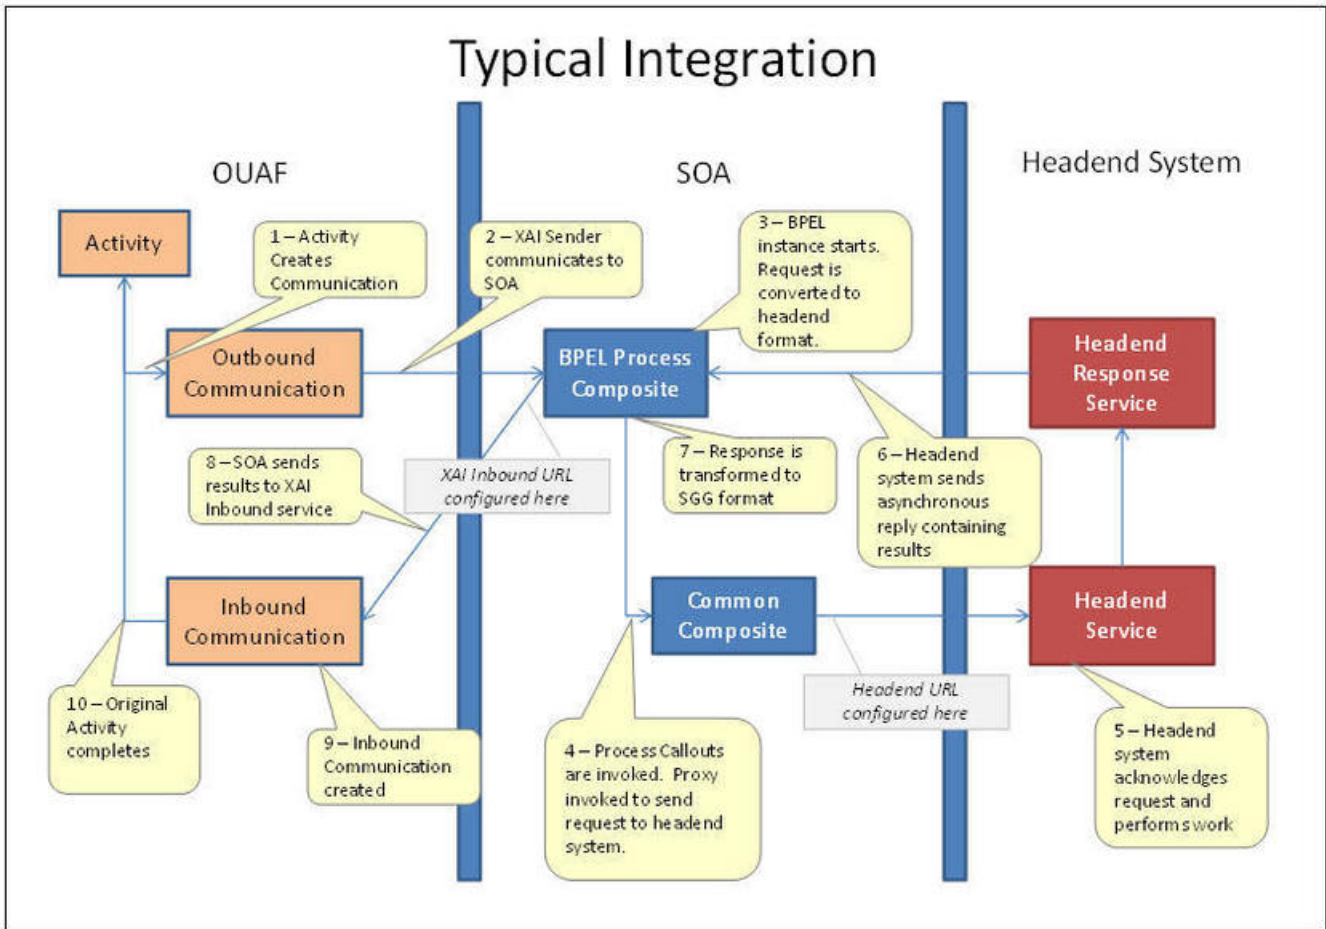 Typical Integration
OUAF
SOA
Headend System
Activity
1 – Activity
Creates
Communication
2 – XAI Sender
communicates to
SOA
3 – BPEL
instance starts.
Request is
converted to
headend
format.
Outbound
Communication
BPEL Process
Composite
Headend
Response
Service
8 – SOA sends
results to XAI
Inbound service
XAI Inbound URL
configured here
7 – Response is
transformed to
SGG format
6 – Headend
system sends
asynchronous
reply containing
results
Inbound
Communication
Common
Composite
Headend
Service
10 – Original
Activity
completes
9 – Inbound
Communication
created
4 – Process Callouts
are invoked. Proxy
invoked to send
request to headend
system.
Headend URL
configured here
5 – Headend
system
acknowledges
request and
performs work